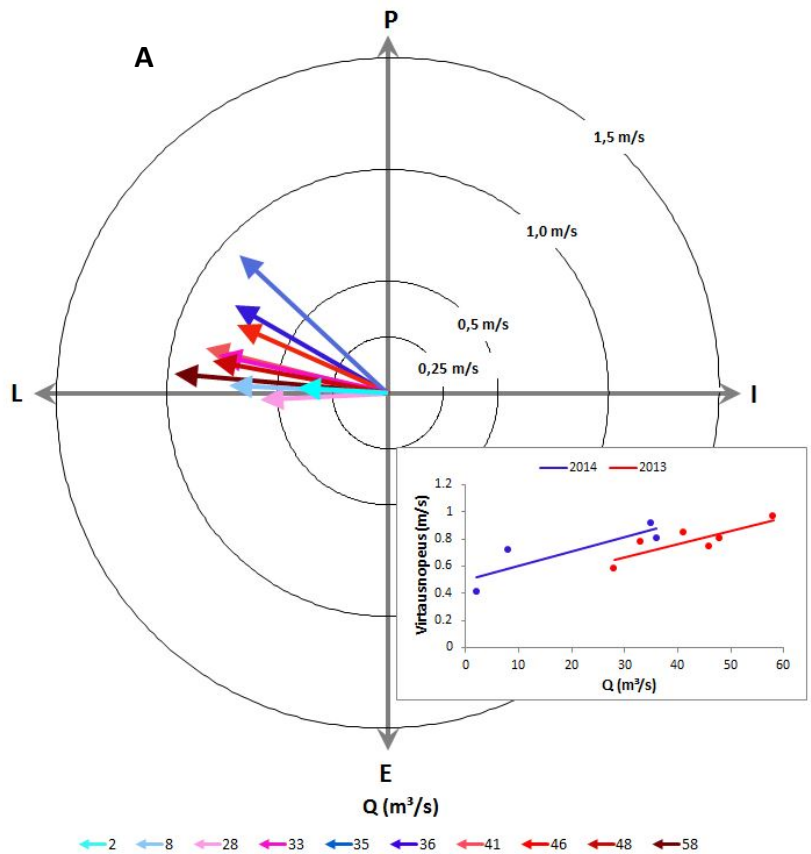 P
A
1,5 m/s
1,0 m/s
0,5 m/s
0,25 m/s
L
I
2014 2013
Virtausnopeus (m/s)
1.2
1
0.8
0.6
0.4
0.2
0
0 10 20 30 40 50 60
Q (m³/s)
E
Q (m³/s)
2 8 28 33 35 36 41 46 48 58